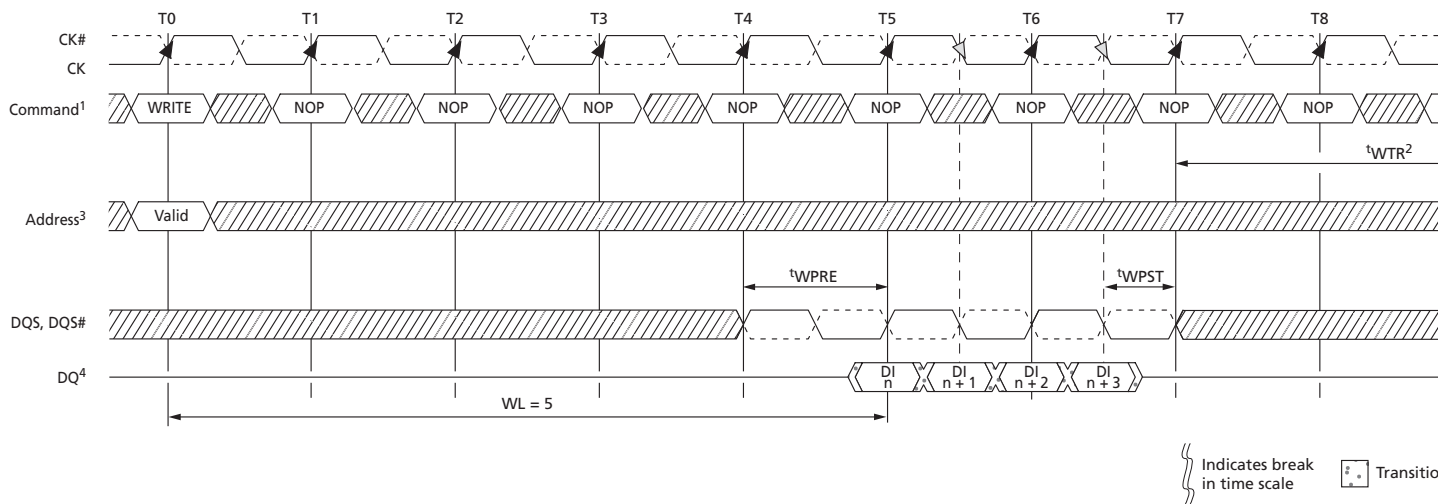 T0 T1 T2 T3 T4 T5 T6 T7 T8
CK#
CK
Command¹ WRITE NOP NOP NOP NOP NOP NOP NOP NOP
ᵗWTR²
Address³ Valid
ᵗWPRE ᵗWPST
DQS, DQS#
DQ⁴ DI n DI n + 1 DI n + 2 DI n + 3
WL = 5
Indicates break
in time scale
Transitio